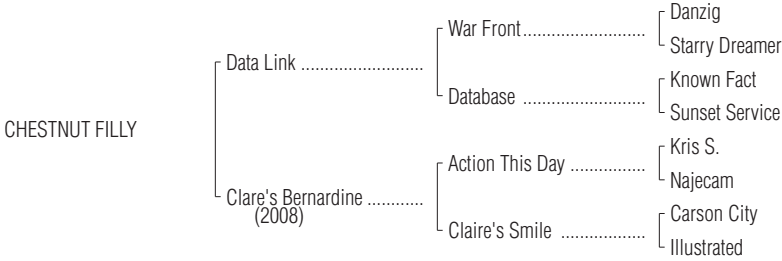 Danzig
War Front.........................
Starry Dreamer
Data Link .........................
Known Fact
Database .........................
Sunset Service
CHESTNUT FILLY
Kris S.
Action This Day ................
Najecam
Clare's Bernardine ............
(2008)
Carson City
Claire's Smile ..................
Illustrated